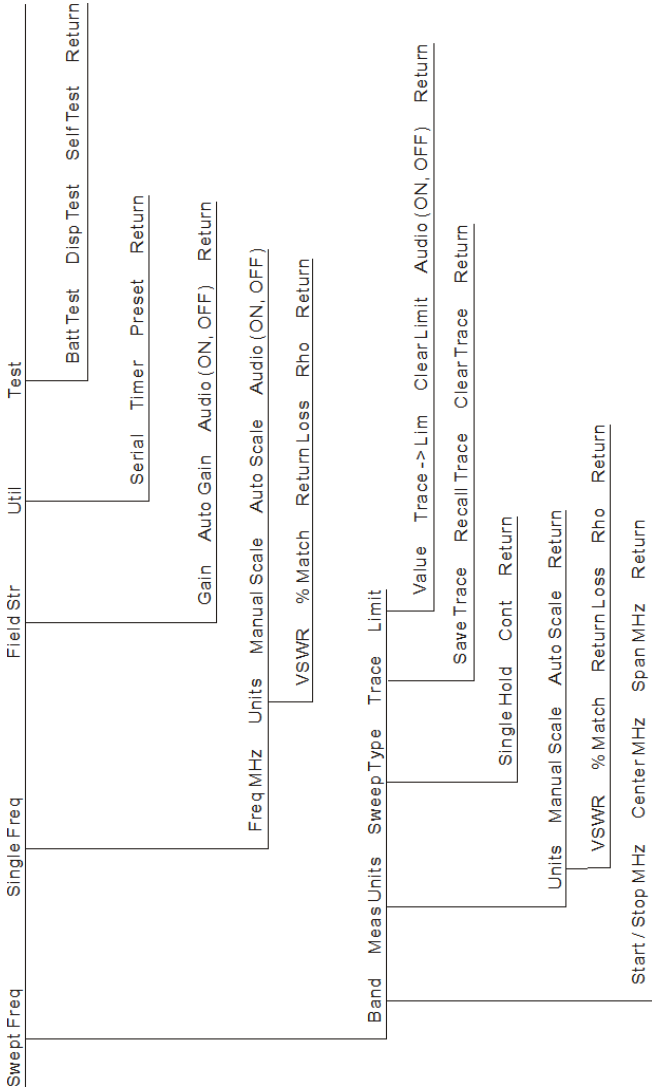 Swept Freq Single Freq Field Str Util Test
Batt Test Disp Test Self Test Return
Serial Timer Preset Return
Gain Auto Gain Audio (ON, OFF) Return
Freq MHz Units Manual Scale Auto Scale Audio (ON, OFF)
VSWR % Match Return Loss Rho Return
Band Meas Units Sweep Type Trace Limit
Value Trace -> Lim Clear Limit Audio (ON, OFF) Return
Save Trace Recall Trace Clear Trace Return
Single Hold Cont Return
Units Manual Scale Auto Scale Return
VSWR % Match Return Loss Rho Return
Start / Stop MHz Center MHz Span MHz Return